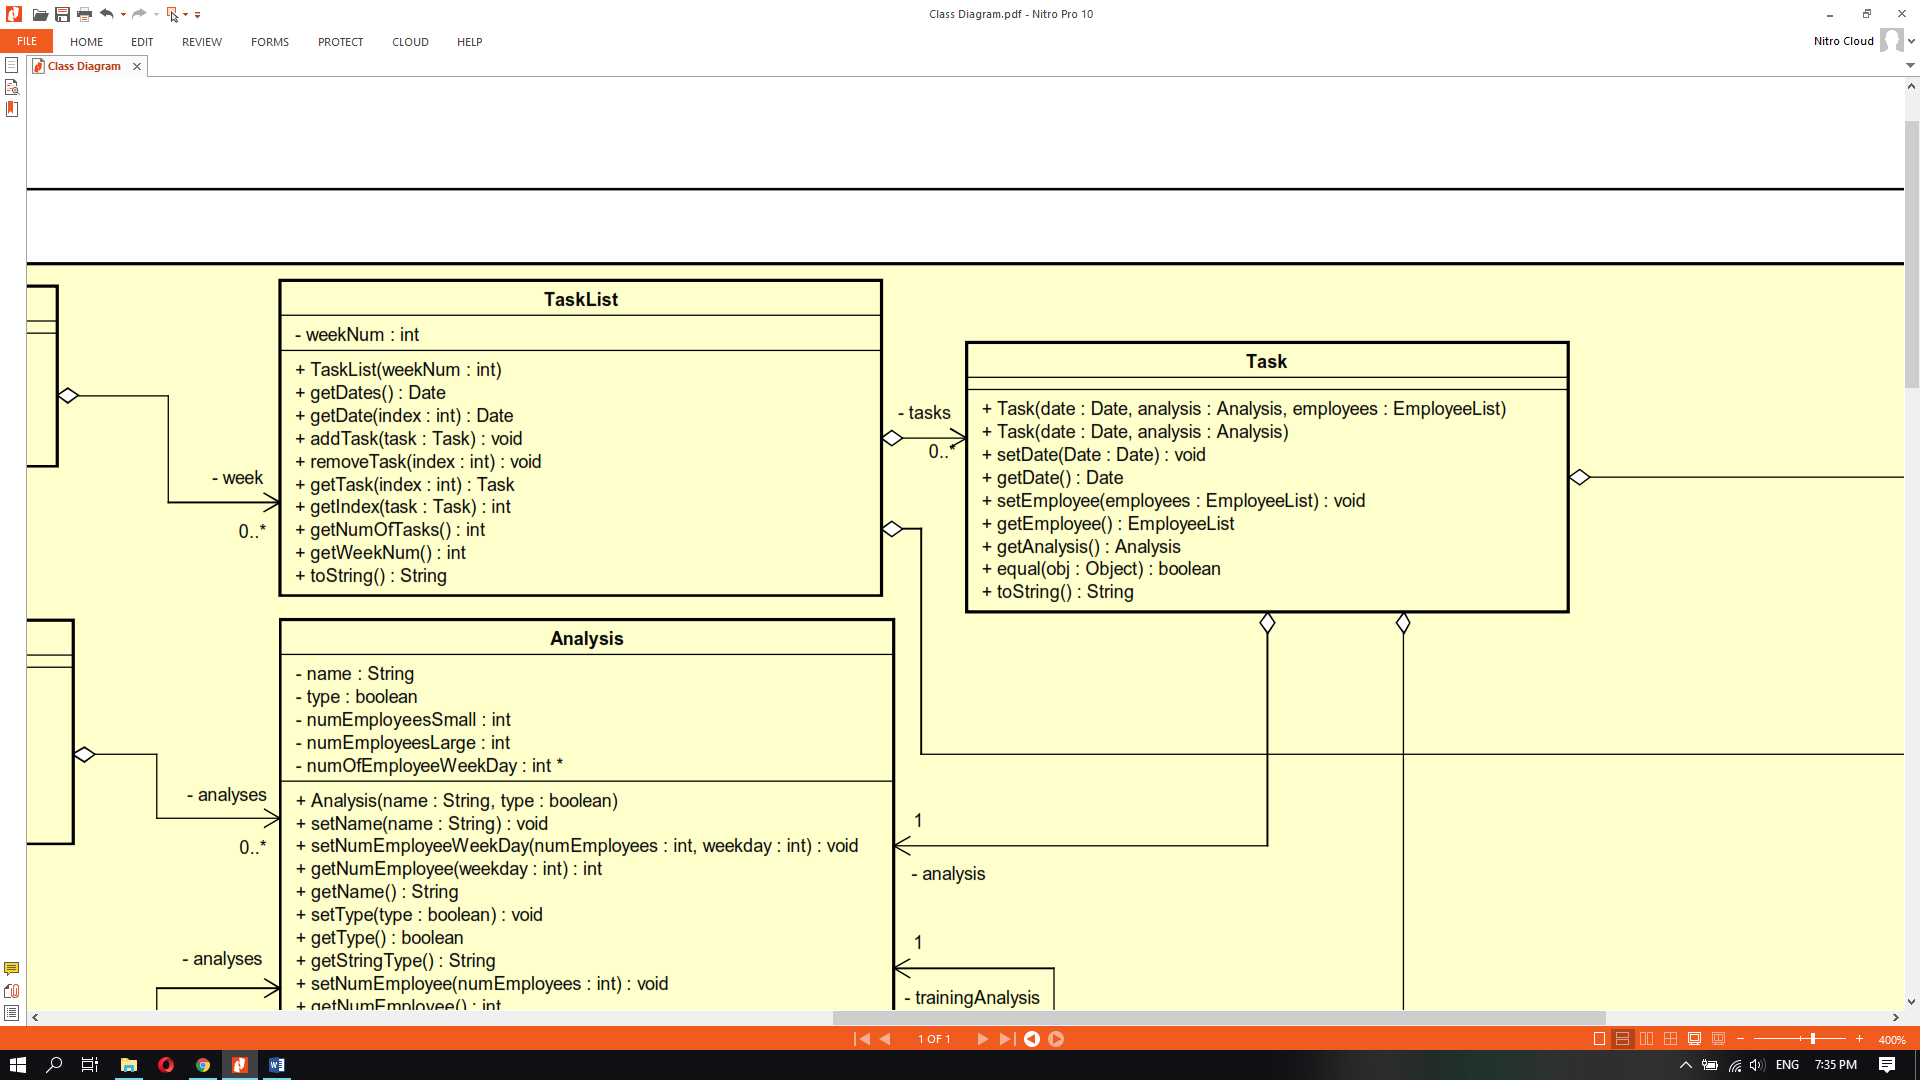 Class Diagram.pdf - Nitro Pro 10
FILE
HOME
EDIT
REVIEW
FORMS
PROTECT
CLOUD
HELP
Nitro Cloud
Class Diagram
TaskList
- weekNum : int
+ TaskList(weekNum : int)
+ getDates() : Date
+ getDate(index : int) : Date
+ addTask(task : Task) : void
+ removeTask(index : int) : void
+ getTask(index : int) : Task
+ getIndex(task : Task) : int
+ getNumOfTasks() : int
+ getWeekNum() : int
+ toString() : String
- week
0..*
- tasks
0..*
Task
+ Task(date : Date, analysis : Analysis, employees : EmployeeList)
+ Task(date : Date, analysis : Analysis)
+ setDate(Date : Date) : void
+ getDate() : Date
+ setEmployee(employees : EmployeeList) : void
+ getEmployee() : EmployeeList
+ getAnalysis() : Analysis
+ equal(obj : Object) : boolean
+ toString() : String
Analysis
- name : String
- type : boolean
- numEmployeesSmall : int
- numEmployeesLarge : int
- numOfEmployeeWeekDay : int *
+ Analysis(name : String, type : boolean)
+ setName(name : String) : void
+ setNumEmployeeWeekDay(numEmployees : int, weekday : int) : void
+ getNumEmployee(weekday : int) : int
+ getName() : String
+ setType(type : boolean) : void
+ getType() : boolean
+ getStringType() : String
+ setNumEmployee(numEmployees : int) : void
+ getNumEmployee() : int
- analyses
0..*
- analyses
1
- analysis
1
- trainingAnalysis
1 OF 1
400%
ENG
7:35 PM